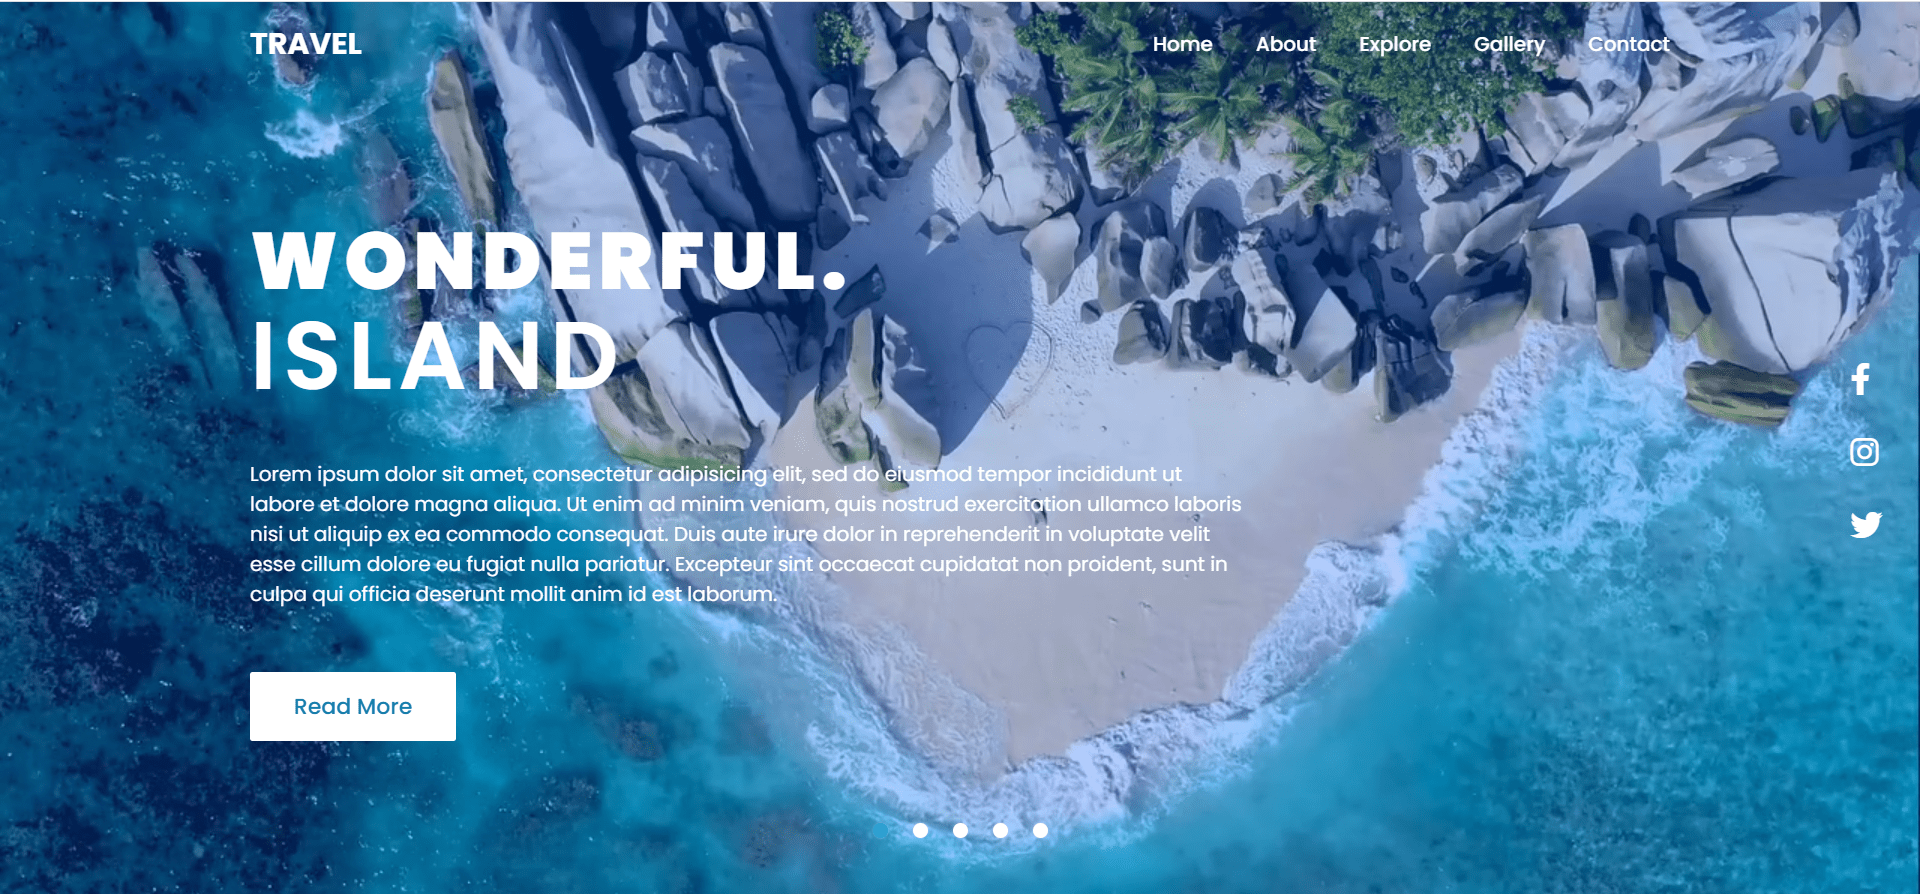 TRAVEL
Home
About
Explore
Gallery
Contact
WONDERFUL.
ISLAND
Lorem ipsum dolor sit amet, consectetur adipisicing elit, sed do eiusmod tempor incididunt ut
labore et dolore magna aliqua. Ut enim ad minim veniam, quis nostrud exercitation ullamco laboris
nisi ut aliquip ex ea commodo consequat. Duis aute irure dolor in reprehenderit in voluptate velit
esse cillum dolore eu fugiat nulla pariatur. Excepteur sint occaecat cupidatat non proident, sunt in
culpa qui officia deserunt mollit anim id est laborum.
Read More